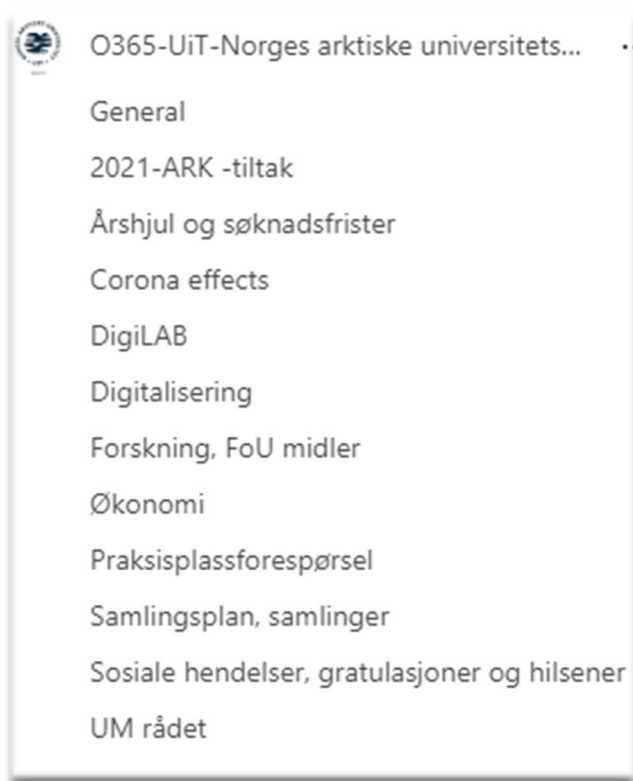 O365-UiT-Norges arktiske universitets...
General
2021-ARK -tiltak
Årshjul og søknadsfrister
Corona effects
DigiLAB
Digitalisering
Forskning, FoU midler
Økonomi
Praksisplassforespørsel
Samlingsplan, samlinger
Sosiale hendelser, gratulasjoner og hilsener
UM rådet